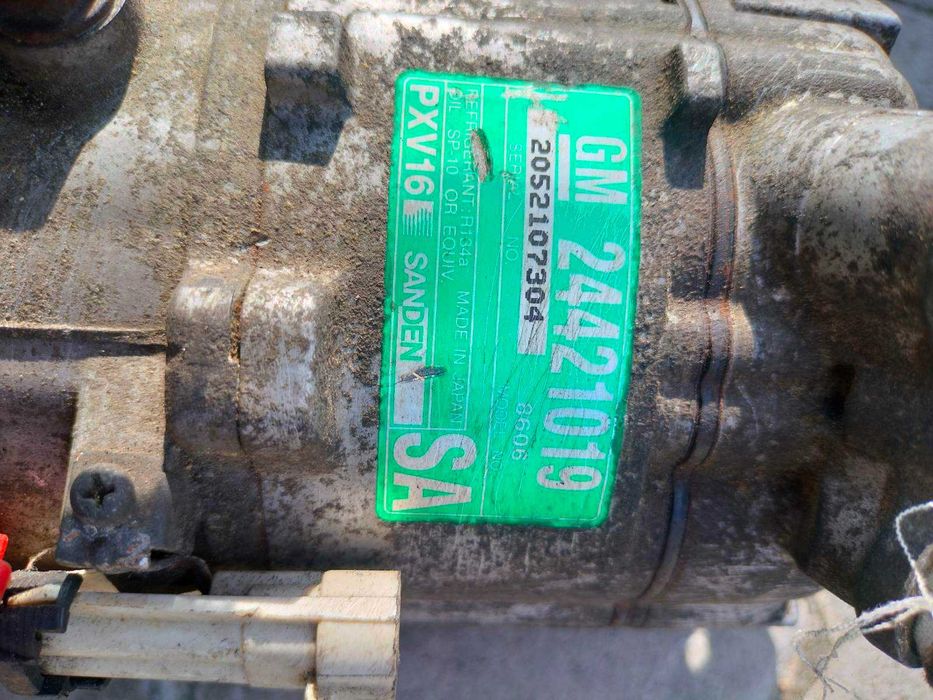 GM 24421019
2052107304
SERIAL NO. MODEL NO.
8606
REFRIGERANT:R134a MADE IN JAPAN
OIL SP-10 OR EQUIV.
PXV16 SANDEN SA